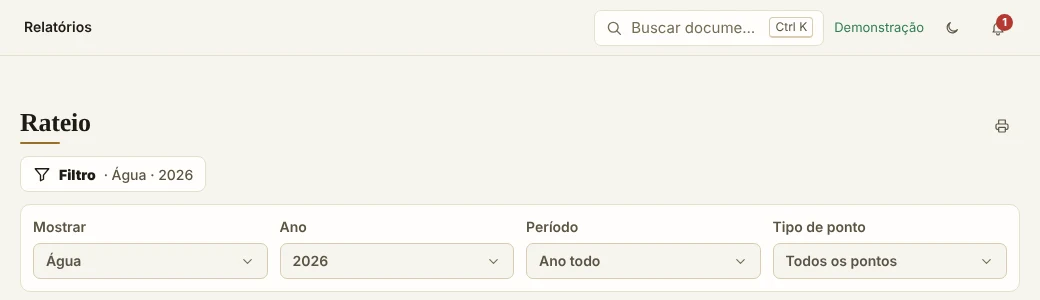 Relatórios
Buscar docume... Ctrl K
Demonstração
1
Rateio
Filtro · Água · 2026
Mostrar Ano Período Tipo de ponto
Água 2026 Ano todo Todos os pontos